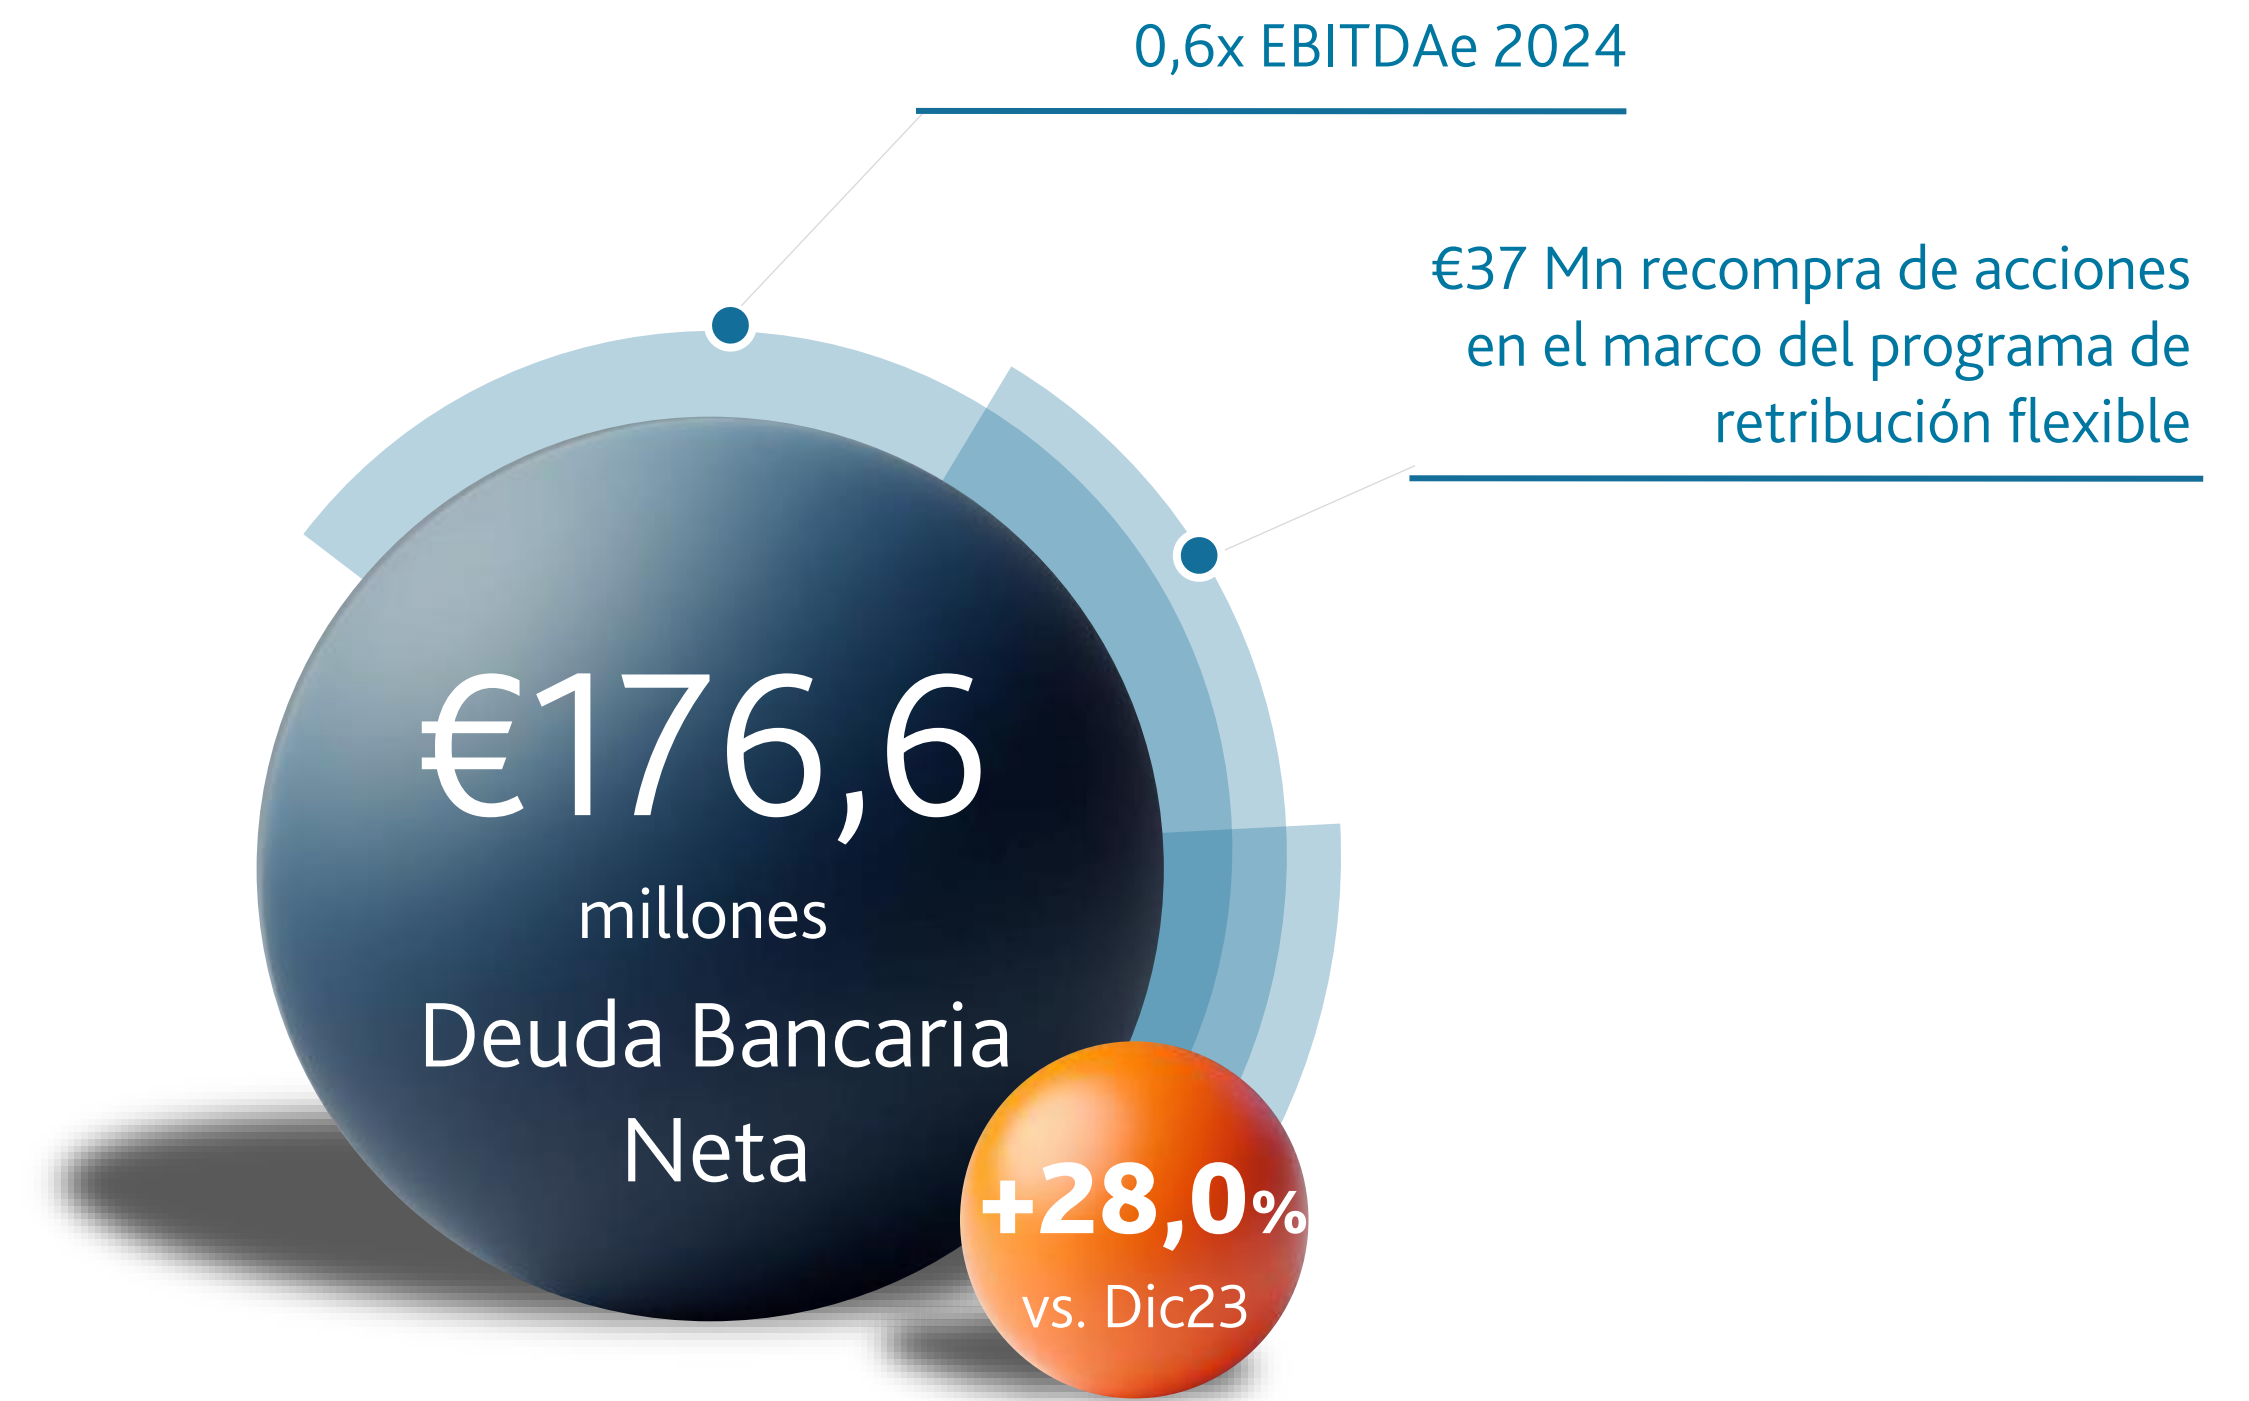 0,6x EBITDAe 2024
€37 Mn recompra de acciones
en el marco del programa de
retribución flexible
€176,6
millones
Deuda Bancaria
Neta
+28,0%
vs. Dic23